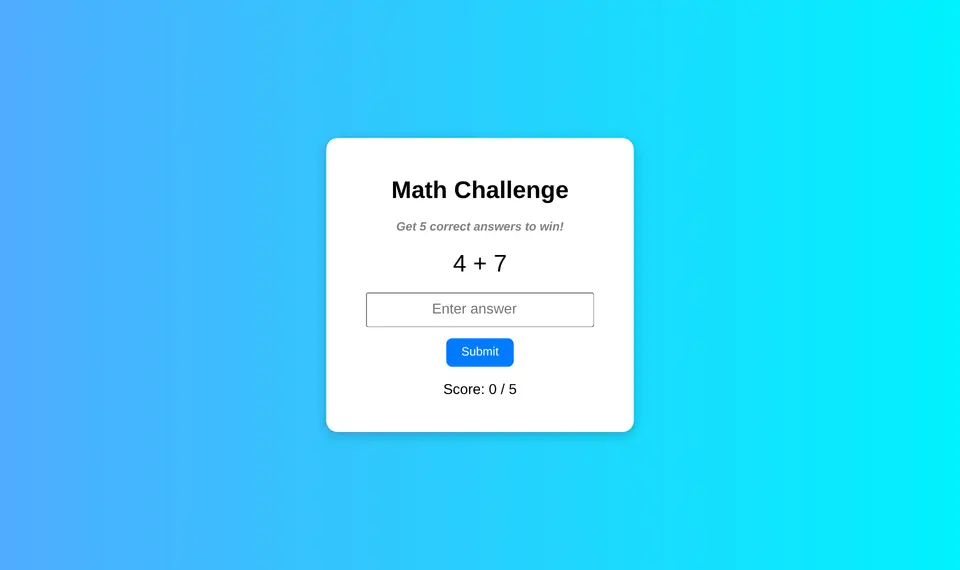 Math Challenge
Get 5 correct answers to win!
4 + 7
Enter answer
Submit
Score: 0 / 5